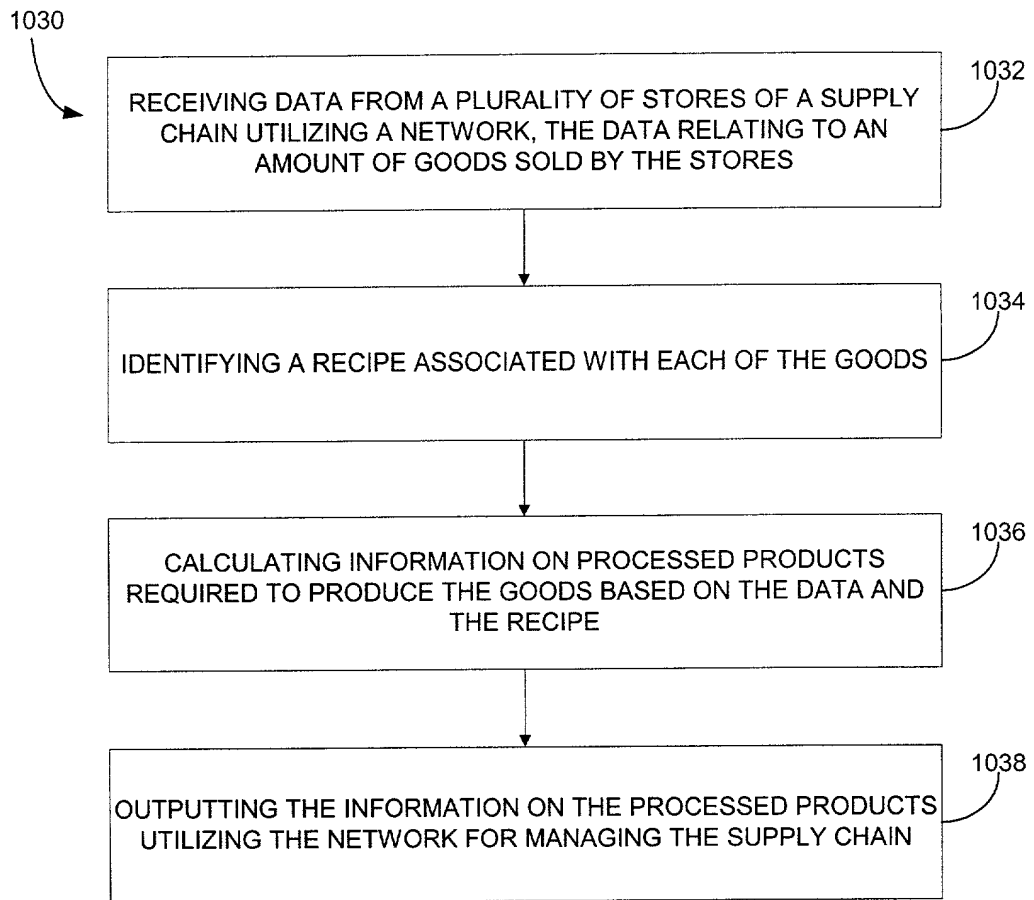 1030
1032
RECEIVING DATA FROM A PLURALITY OF STORES OF A SUPPLY
CHAIN UTILIZING A NETWORK, THE DATA RELATING TO AN
AMOUNT OF GOODS SOLD BY THE STORES
1034
IDENTIFYING A RECIPE ASSOCIATED WITH EACH OF THE GOODS
1036
CALCULATING INFORMATION ON PROCESSED PRODUCTS
REQUIRED TO PRODUCE THE GOODS BASED ON THE DATA AND
THE RECIPE
1038
OUTPUTTING THE INFORMATION ON THE PROCESSED PRODUCTS
UTILIZING THE NETWORK FOR MANAGING THE SUPPLY CHAIN